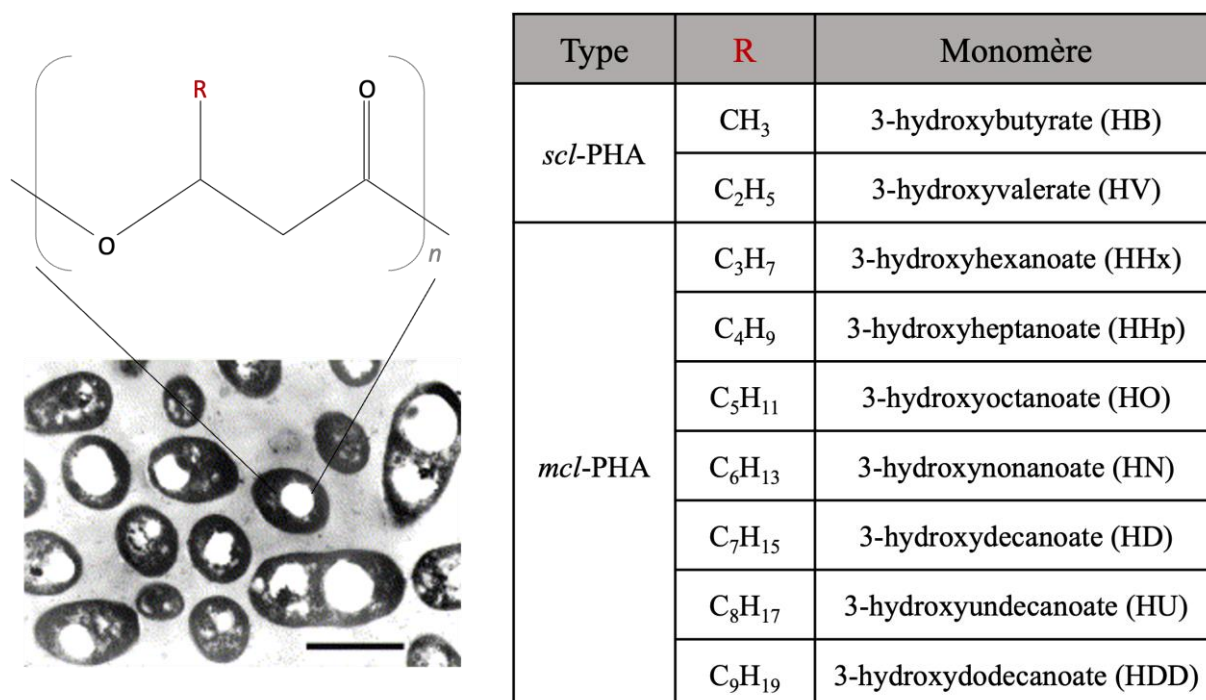 R
O
O
n
Type R Monomère
scl-PHA
CH₃ 3-hydroxybutyrate (HB)
C₂H₅ 3-hydroxyvalerate (HV)
mcl-PHA
C₃H₇ 3-hydroxyhexanoate (HHx)
C₄H₉ 3-hydroxyheptanoate (HHp)
C₅H₁₁ 3-hydroxyoctanoate (HO)
C₆H₁₃ 3-hydroxynonanoate (HN)
C₇H₁₅ 3-hydroxydecanoate (HD)
C₈H₁₇ 3-hydroxyundecanoate (HU)
C₉H₁₉ 3-hydroxydodecanoate (HDD)